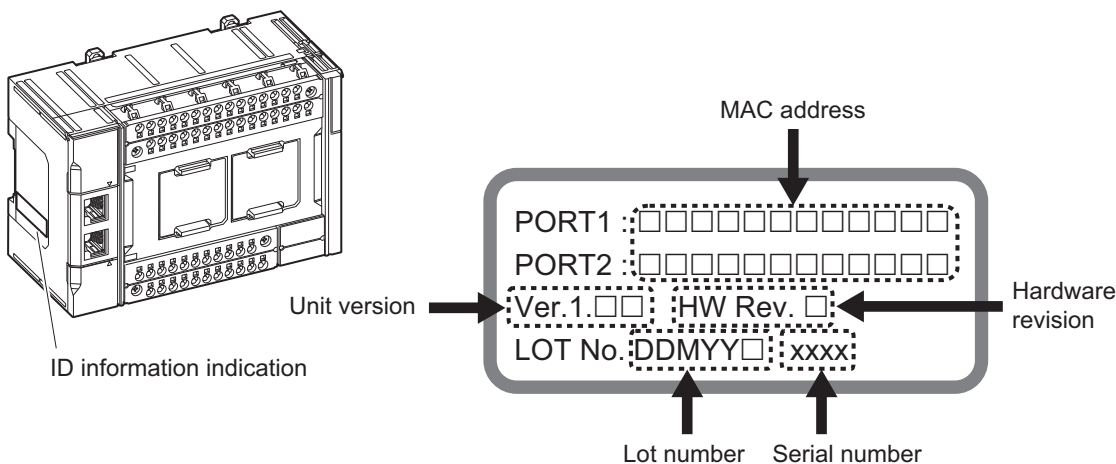 MAC address
PORT1 :□□□□□□□□□□□□
PORT2 :□□□□□□□□□□□□
Unit version
Ver.1.□□ HW Rev. □
Hardware
revision
LOT No. DDMYY□ xxxx
ID information indication
Lot number Serial number